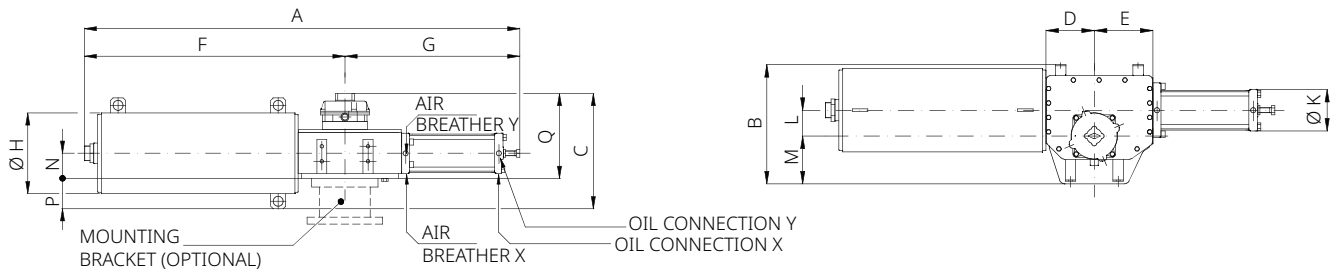 A
F
G
AIR
BREATHER Y
Ø H
N
P
Q
C
MOUNTING
BRACKET (OPTIONAL)
AIR
BREATHER X
OIL CONNECTION Y
OIL CONNECTION X
D
E
B
L
M
Ø K